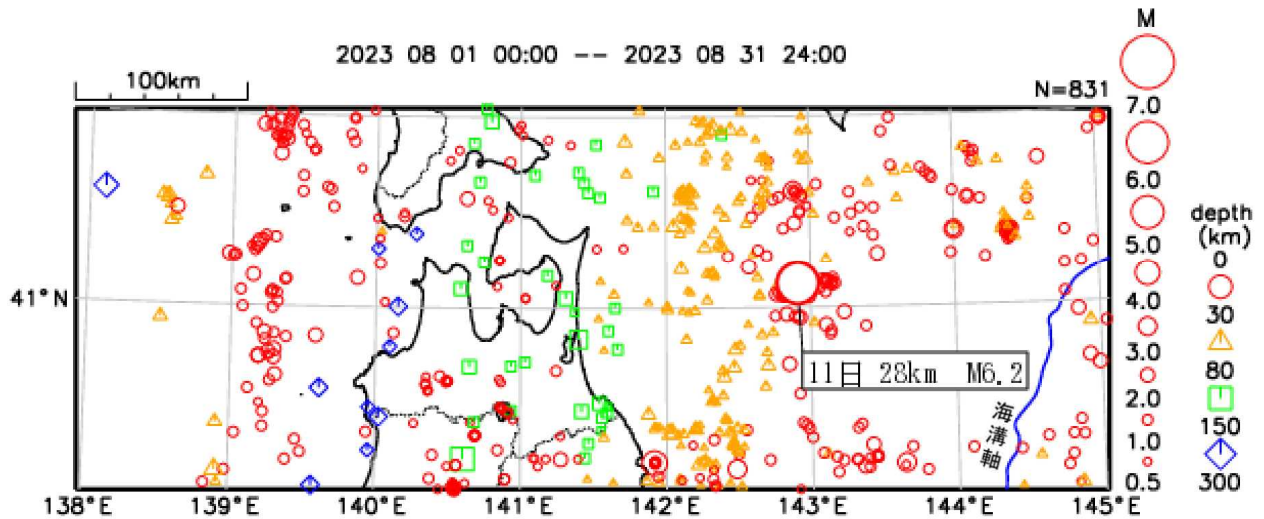 2023 08 01 00:00 -- 2023 08 31 24:00
100km
N=831
41°N
138°E
139°E
140°E
141°E
142°E
143°E
144°E
145°E
11日 28km M6.2
海溝軸
M
7.0
6.0
5.0
4.0
3.0
2.0
1.0
0.5
depth
(km)
0
30
80
150
300